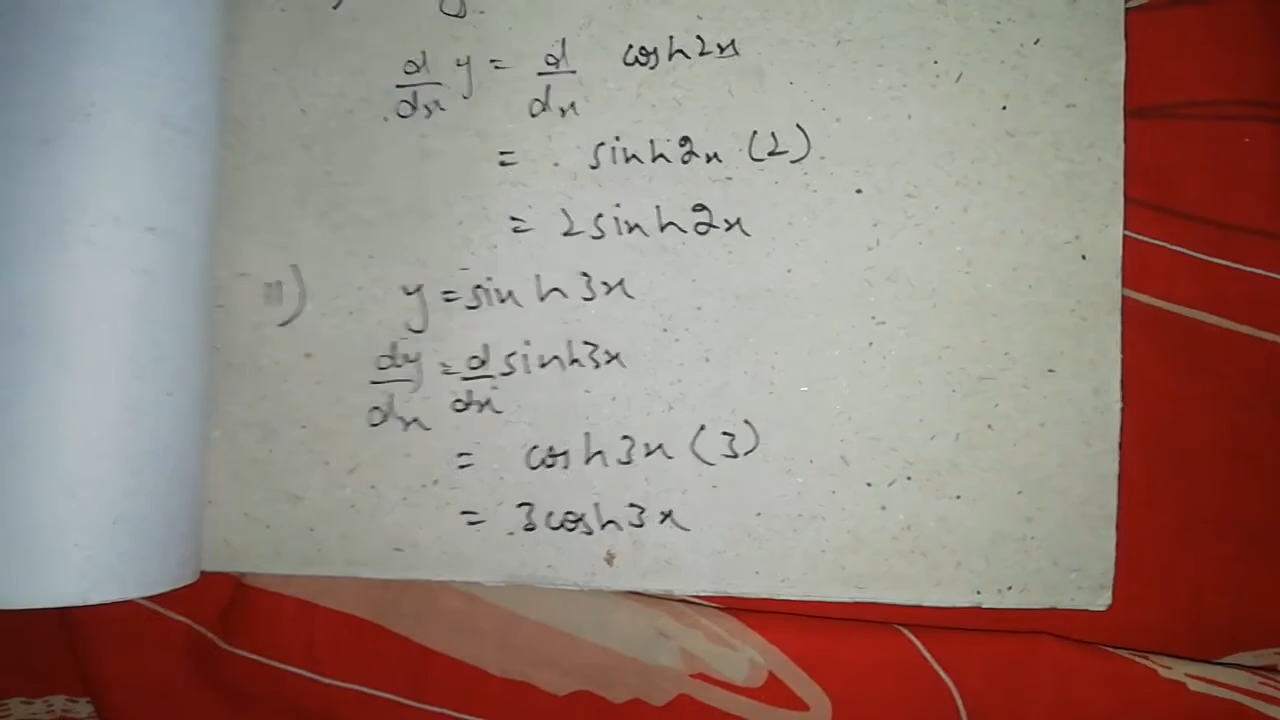 d/dx y = d/dx cosh2x
= sinh2x (2)
= 2sinh2x
ii) y = sinh3x
dy/dx = d/dx sinh3x
= cosh3x (3)
= 3cosh3x